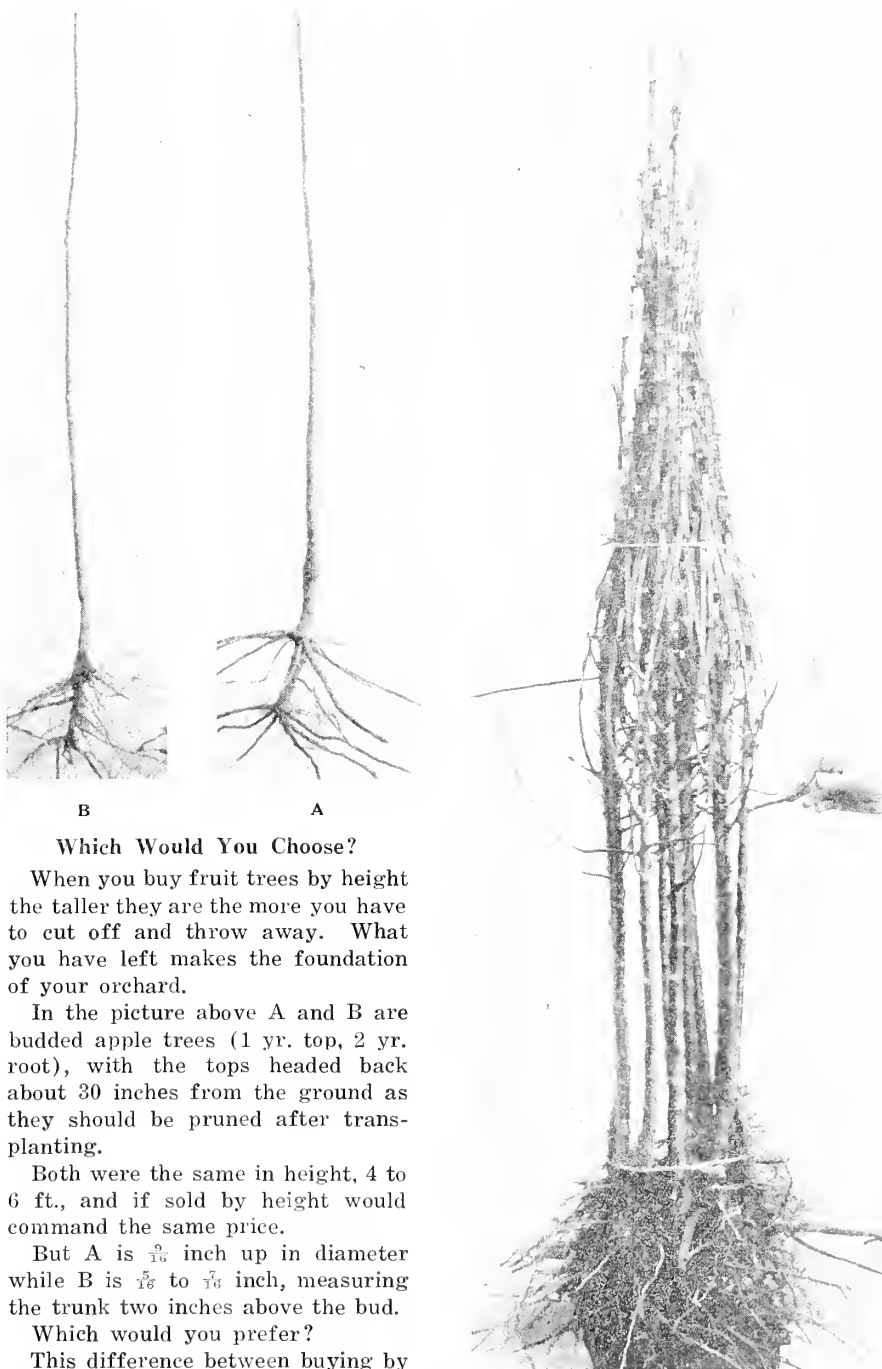 B A
Which Would You Choose?
When you buy fruit trees by height
the taller they are the more you have
to cut off and throw away. What
you have left makes the foundation
of your orchard.
In the picture above A and B are
budded apple trees (1 yr. top, 2 yr.
root), with the tops headed back
about 30 inches from the ground as
they should be pruned after trans-
planting.
Both were the same in height, 4 to
6 ft., and if sold by height would
command the same price.
But A is 9/16 inch up in diameter
while B is 5/16 to 7/16 inch, measuring
the trunk two inches above the bud.
Which would you prefer?
This difference between buying by